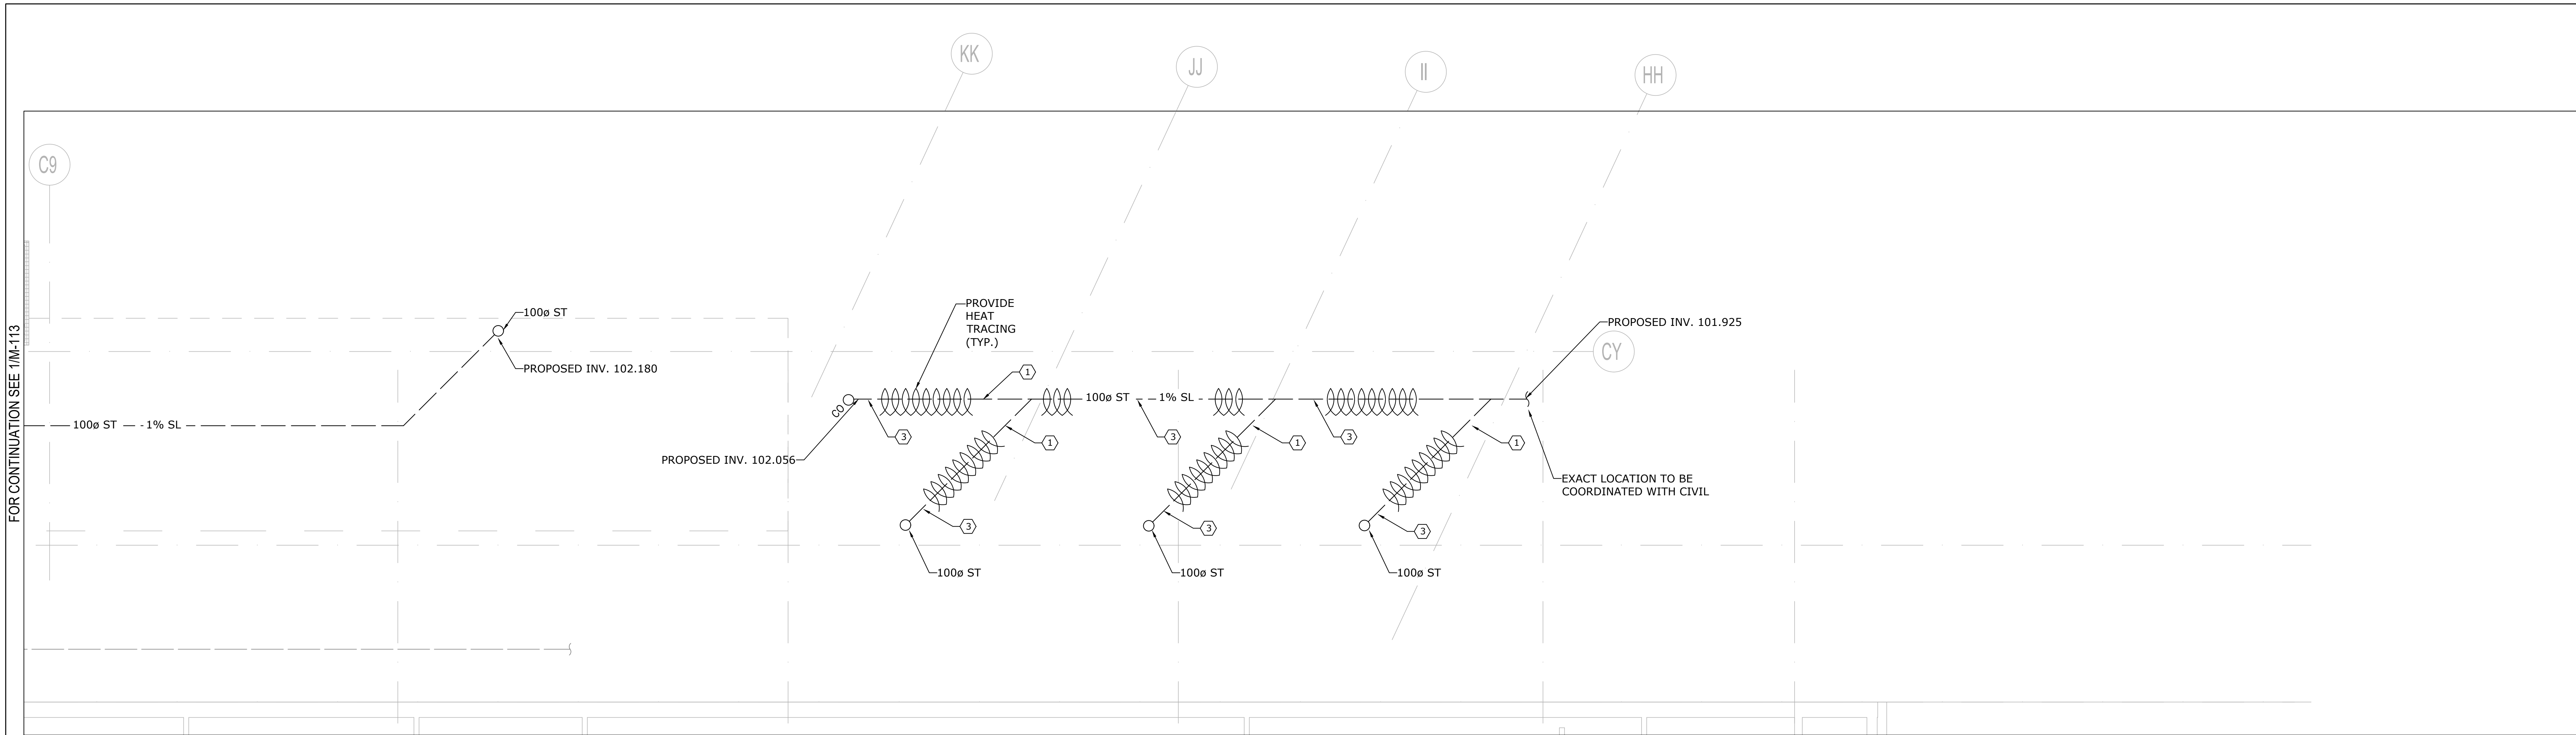 KK
JJ
II
HH
C9
FOR CONTINUATION SEE 1/M-113
100ø ST
PROPOSED INV. 102.180
100ø ST
1% SL
PROVIDE
HEAT
TRACING
(TYP.)
PROPOSED INV. 101.925
CY
1
CO
3
100ø ST
1% SL
3
3
1
1
1
PROPOSED INV. 102.056
EXACT LOCATION TO BE
COORDINATED WITH CIVIL
3
3
3
100ø ST
100ø ST
100ø ST